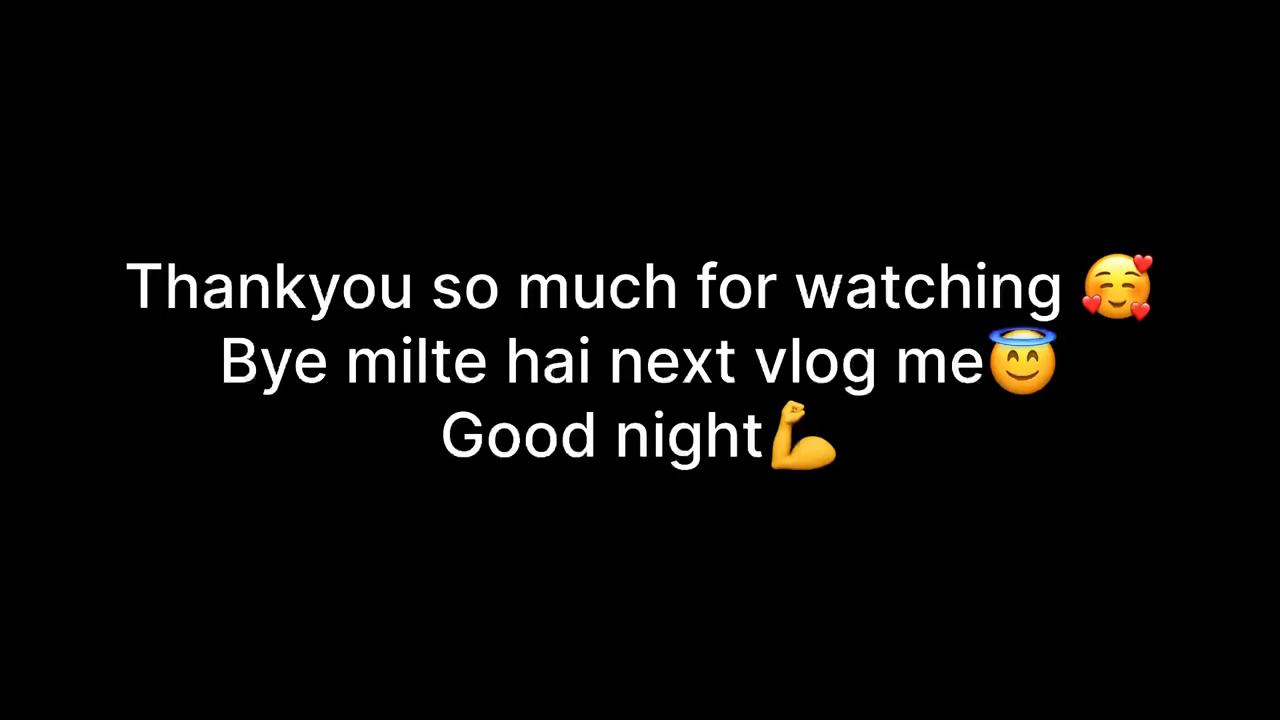 Thankyou so much for watching 🥰
Bye milte hai next vlog me😇
Good night💪